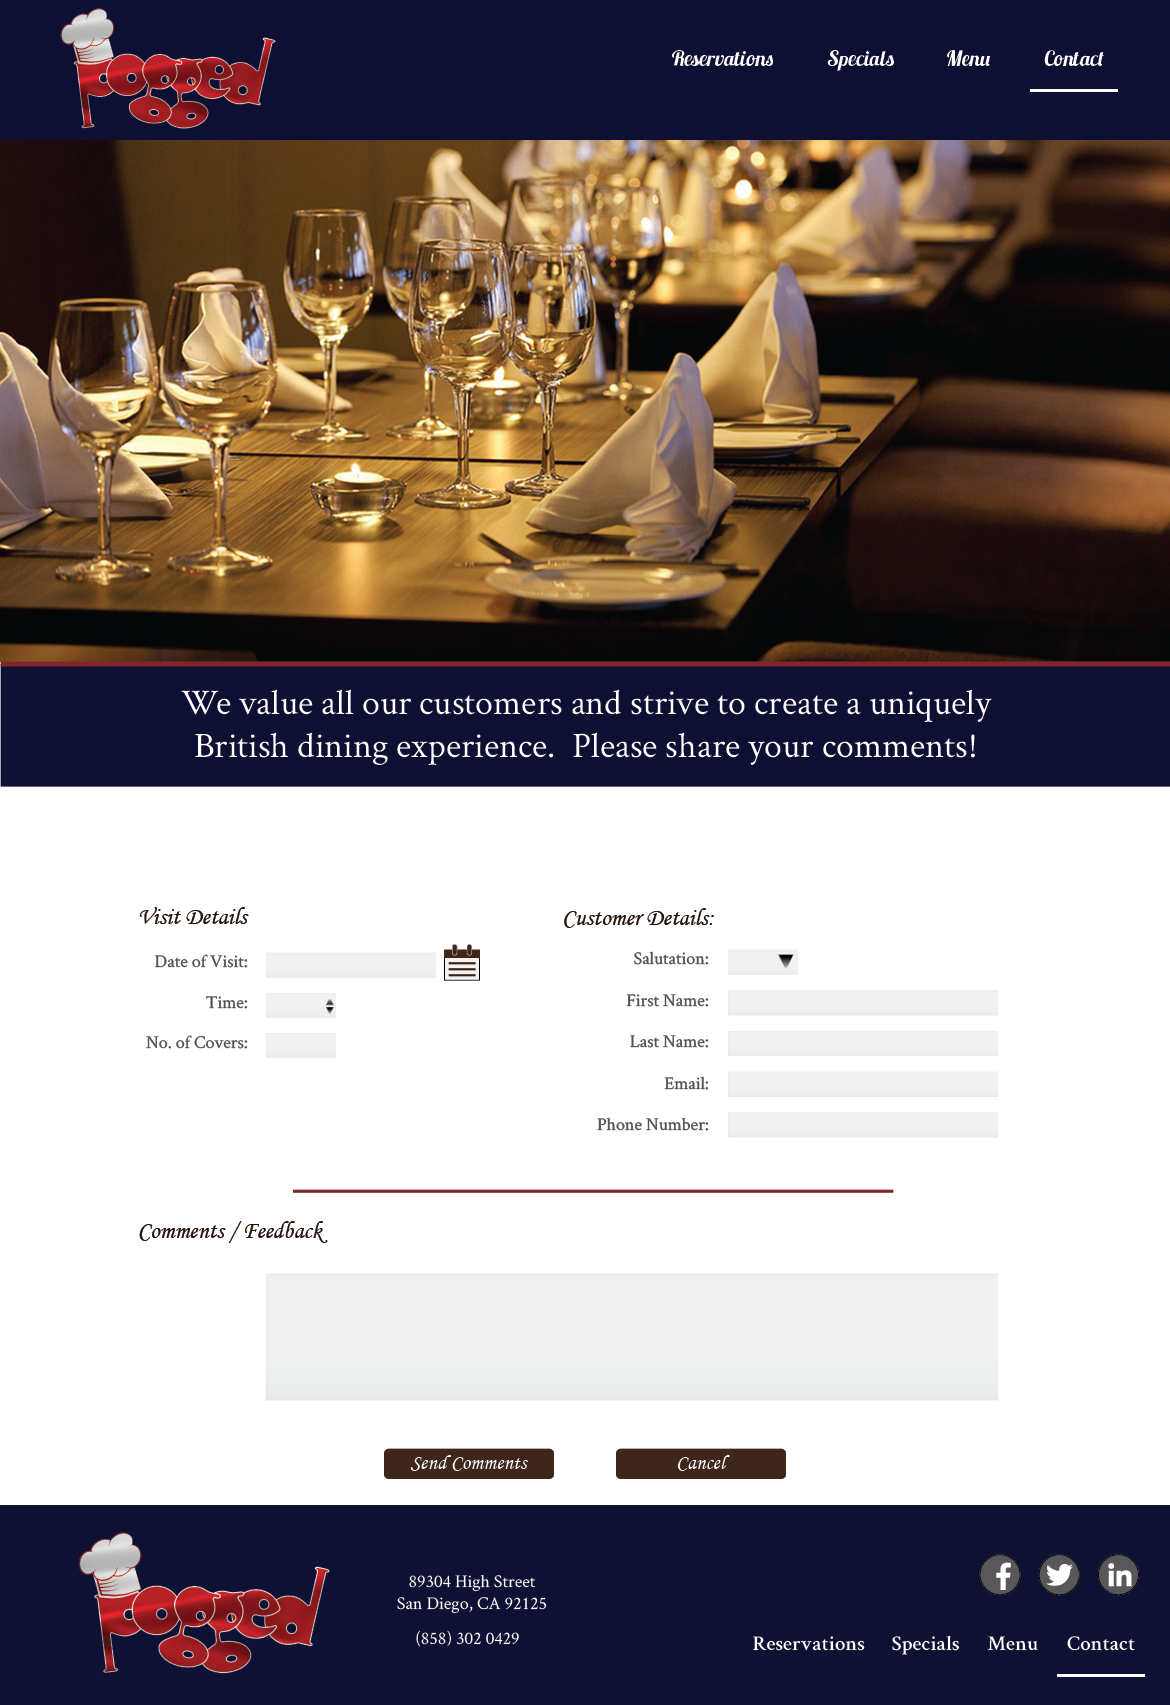 Pogged
Reservations Specials Menu Contact
We value all our customers and strive to create a uniquely
British dining experience. Please share your comments!
Visit Details
Date of Visit:
Time:
No. of Covers:
Customer Details:
Salutation:
First Name:
Last Name:
Email:
Phone Number:
Comments / Feedback
Send Comments Cancel
Pogged
89304 High Street
San Diego, CA 92125
(858) 302 0429
f in
Reservations Specials Menu Contact